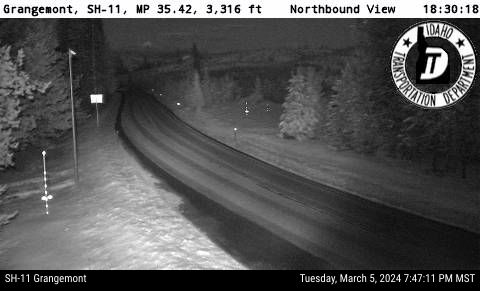 Grangemont, SH-11, MP 35.42, 3,316 ft Northbound View 18:30:18
IDAHO
TRANSPORTATION DEPARTMENT
SH-11 Grangemont Tuesday, March 5, 2024 7:47:11 PM MST